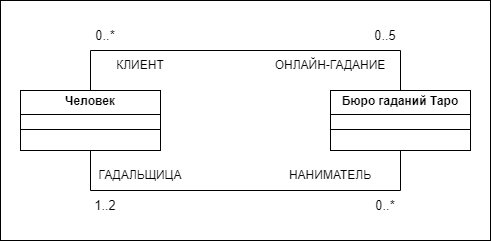 0..* 0..5
КЛИЕНТ ОНЛАЙН-ГАДАНИЕ
Человек Бюро гаданий Таро
ГАДАЛЬЩИЦА НАНИМАТЕЛЬ
1..2 0..*